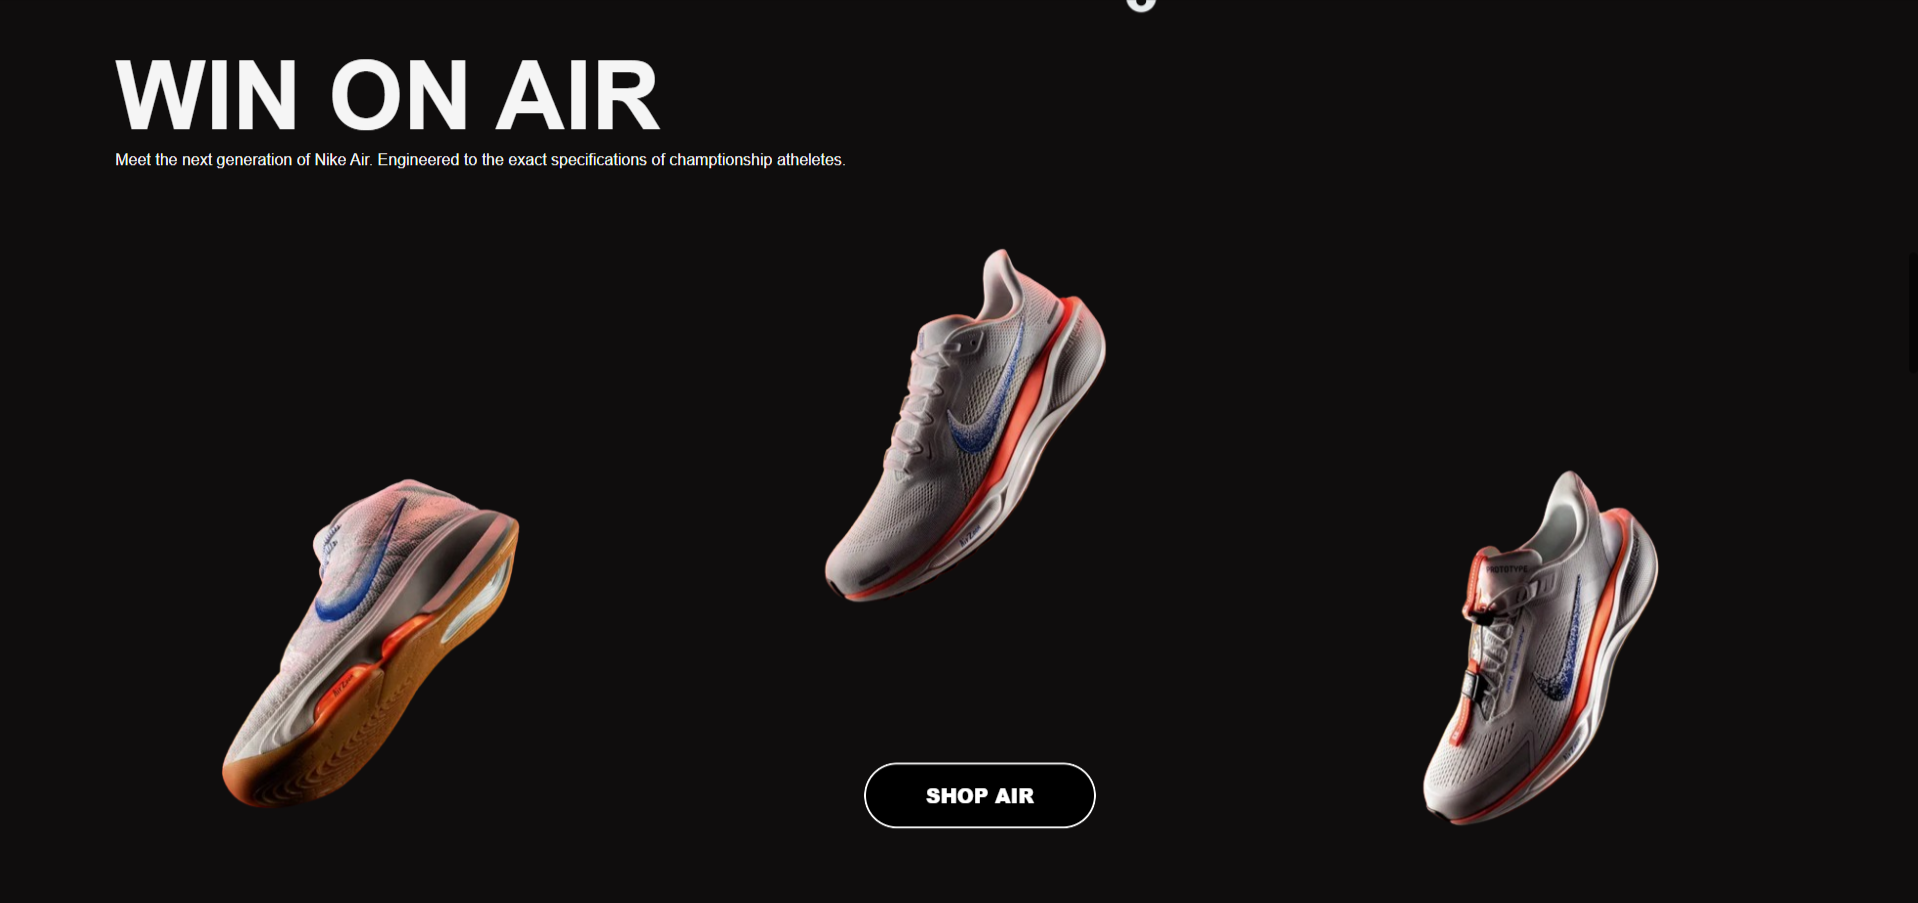 WIN ON AIR
Meet the next generation of Nike Air. Engineered to the exact specifications of champtionship atheletes.
PROTOTYPE
SHOP AIR